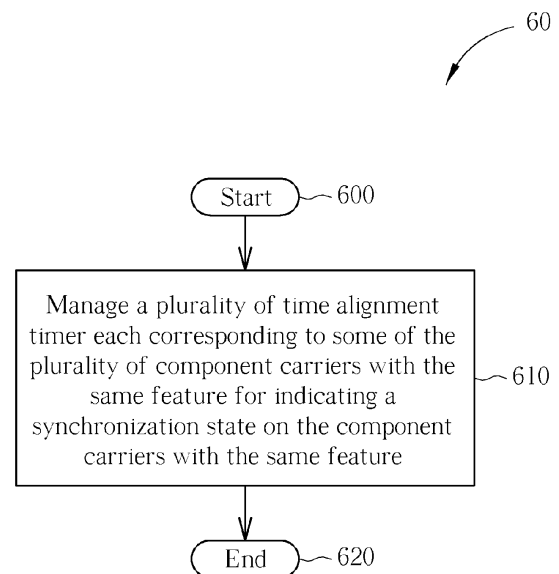 60
Start
600
Manage a plurality of time alignment
timer each corresponding to some of the
plurality of component carriers with the
same feature for indicating a
synchronization state on the component
carriers with the same feature
610
End
620